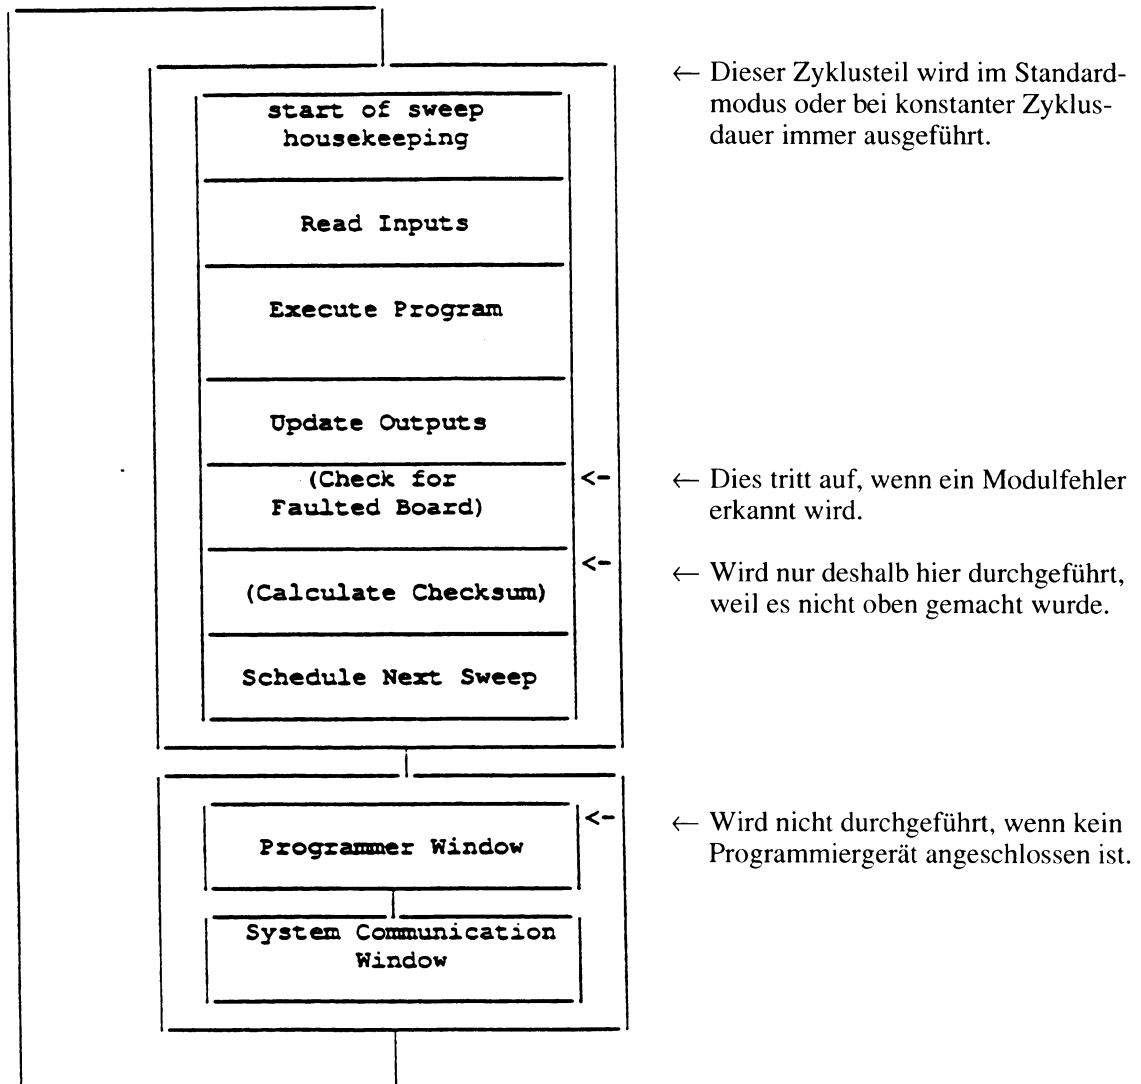 ← Dieser Zyklusteil wird im Standard-
modus oder bei konstanter Zyklus-
dauer immer ausgeführt.
start of sweep
housekeeping
Read Inputs
Execute Program
Update Outputs
(Check for
Faulted Board)
<-
← Dies tritt auf, wenn ein Modulfehler
erkannt wird.
(Calculate Checksum)
<-
← Wird nur deshalb hier durchgeführt,
weil es nicht oben gemacht wurde.
Schedule Next Sweep
Programmer Window
<-
← Wird nicht durchgeführt, wenn kein
Programmiergerät angeschlossen ist.
System Communication
Window